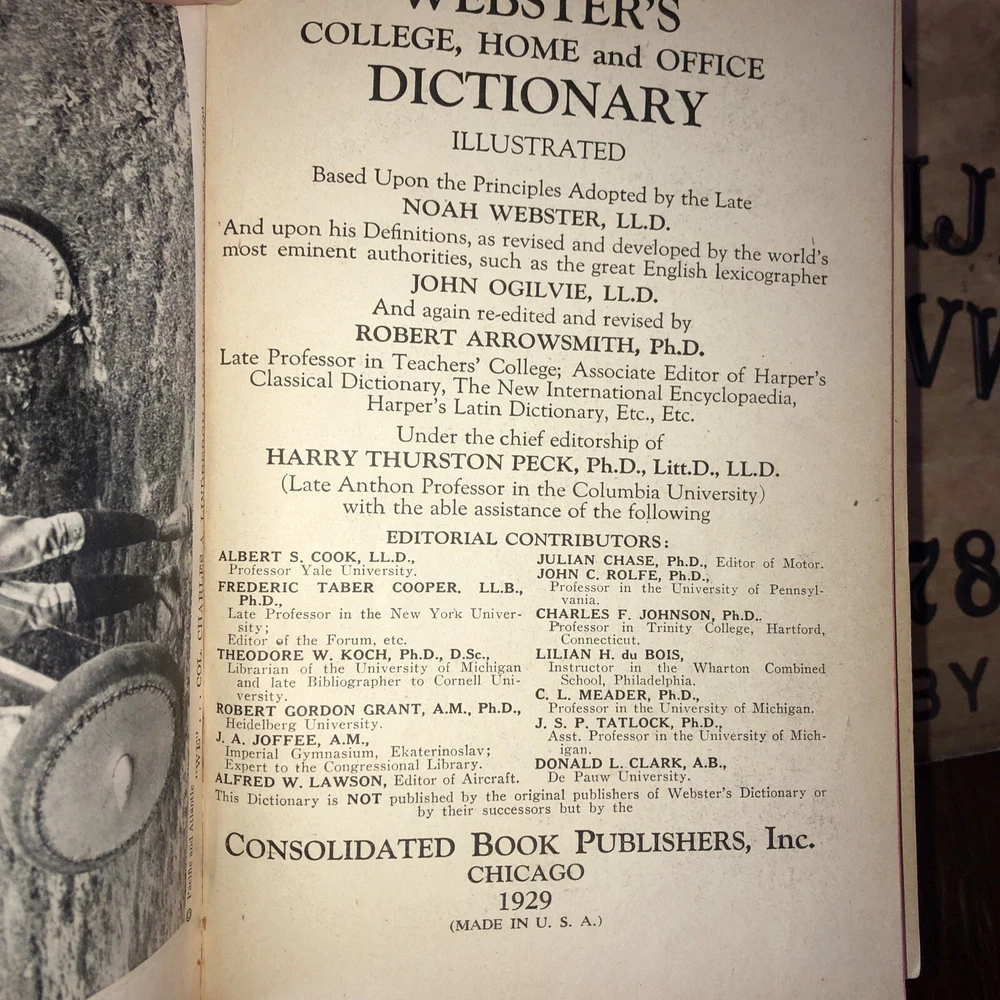 WEBSTER'S
COLLEGE, HOME and OFFICE
DICTIONARY
ILLUSTRATED
Based Upon the Principles Adopted by the Late
NOAH WEBSTER, LL.D.
And upon his Definitions, as revised and developed by the world's
most eminent authorities, such as the great English lexicographer
JOHN OGILVIE, LL.D.
And again re-edited and revised by
ROBERT ARROWSMITH, Ph.D.
Late Professor in Teachers' College; Associate Editor of Harper's
Classical Dictionary, The New International Encyclopaedia,
Harper's Latin Dictionary, Etc., Etc.
Under the chief editorship of
HARRY THURSTON PECK, Ph.D., Litt.D., LL.D.
(Late Anthon Professor in the Columbia University)
with the able assistance of the following
EDITORIAL CONTRIBUTORS:
ALBERT S. COOK, LL.D.,
Professor Yale University.
FREDERIC TABER COOPER. LL.B.,
Ph.D.,
Late Professor in the New York Univer-
sity;
Editor of the Forum, etc.
THEODORE W. KOCH, Ph.D., D.Sc.,
Librarian of the University of Michigan
and late Bibliographer to Cornell Uni-
versity.
ROBERT GORDON GRANT, A.M., Ph.D.,
Heidelberg University.
J. A. JOFFEE, A.M.,
Imperial Gymnasium, Ekaterinoslav;
Expert to the Congressional Library.
ALFRED W. LAWSON, Editor of Aircraft.
JULIAN CHASE, Ph.D., Editor of Motor.
JOHN C. ROLFE, Ph.D.,
Professor in the University of Pennsyl-
vania.
CHARLES F. JOHNSON, Ph.D..
Professor in Trinity College, Hartford,
Connecticut.
LILIAN H. du BOIS,
Instructor in the Wharton Combined
School, Philadelphia.
C. L. MEADER, Ph.D.,
Professor in the University of Michigan.
J. S. P. TATLOCK, Ph.D.,
Asst. Professor in the University of Mich-
igan.
DONALD L. CLARK, A.B.,
De Pauw University.
This Dictionary is NOT published by the original publishers of Webster's Dictionary or
by their successors but by the
CONSOLIDATED BOOK PUBLISHERS, Inc.
CHICAGO
1929
(MADE IN U. S. A.)
© Pacific and Atlantic "WE" . . . COL. CHARLES A. LINDBERGH
IJ
VW
78
BY